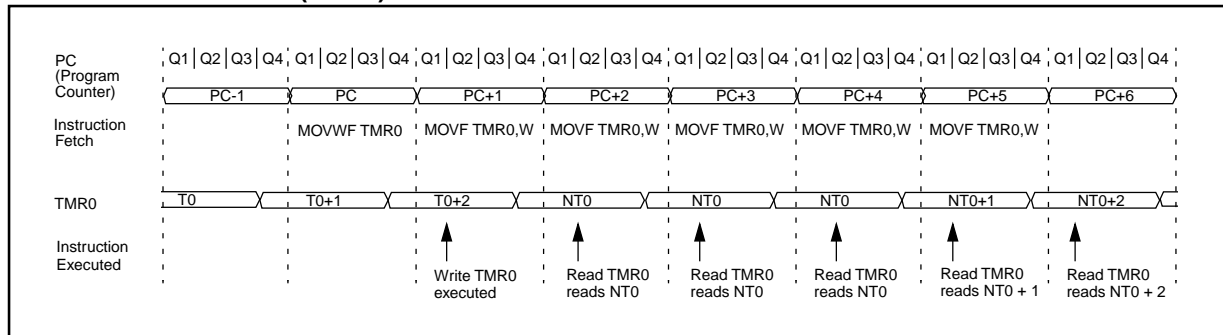 PC
(Program
Counter)
Q1 Q2 Q3 Q4 Q1 Q2 Q3 Q4 Q1 Q2 Q3 Q4 Q1 Q2 Q3 Q4 Q1 Q2 Q3 Q4 Q1 Q2 Q3 Q4 Q1 Q2 Q3 Q4 Q1 Q2 Q3 Q4
PC-1 PC PC+1 PC+2 PC+3 PC+4 PC+5 PC+6
Instruction
Fetch
MOVWF TMR0 MOVF TMR0,W MOVF TMR0,W MOVF TMR0,W MOVF TMR0,W MOVF TMR0,W
TMR0
T0 T0+1 T0+2 NT0 NT0 NT0 NT0+1 NT0+2
Instruction
Executed
Write TMR0
executed
Read TMR0
reads NT0
Read TMR0
reads NT0
Read TMR0
reads NT0
Read TMR0
reads NT0 + 1
Read TMR0
reads NT0 + 2